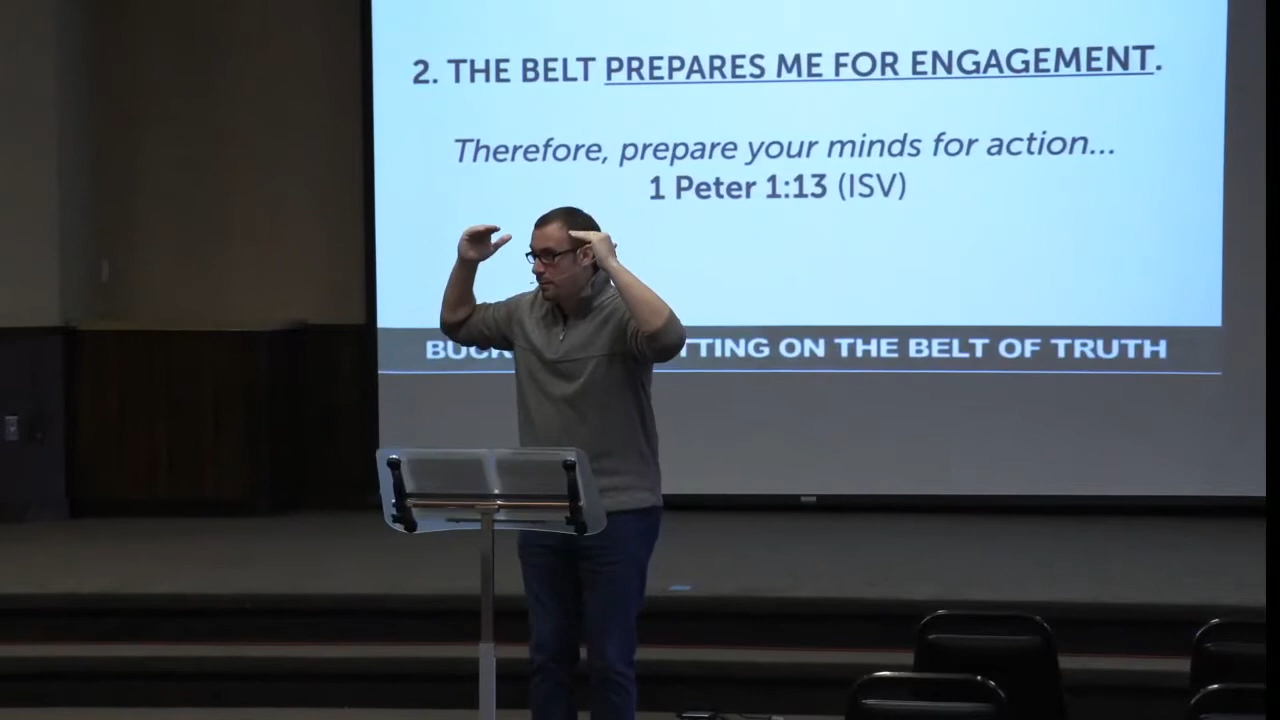 2. THE BELT PREPARES ME FOR ENGAGEMENT.
Therefore, prepare your minds for action...
1 Peter 1:13 (ISV)
ON THE BELT OF TRUTH